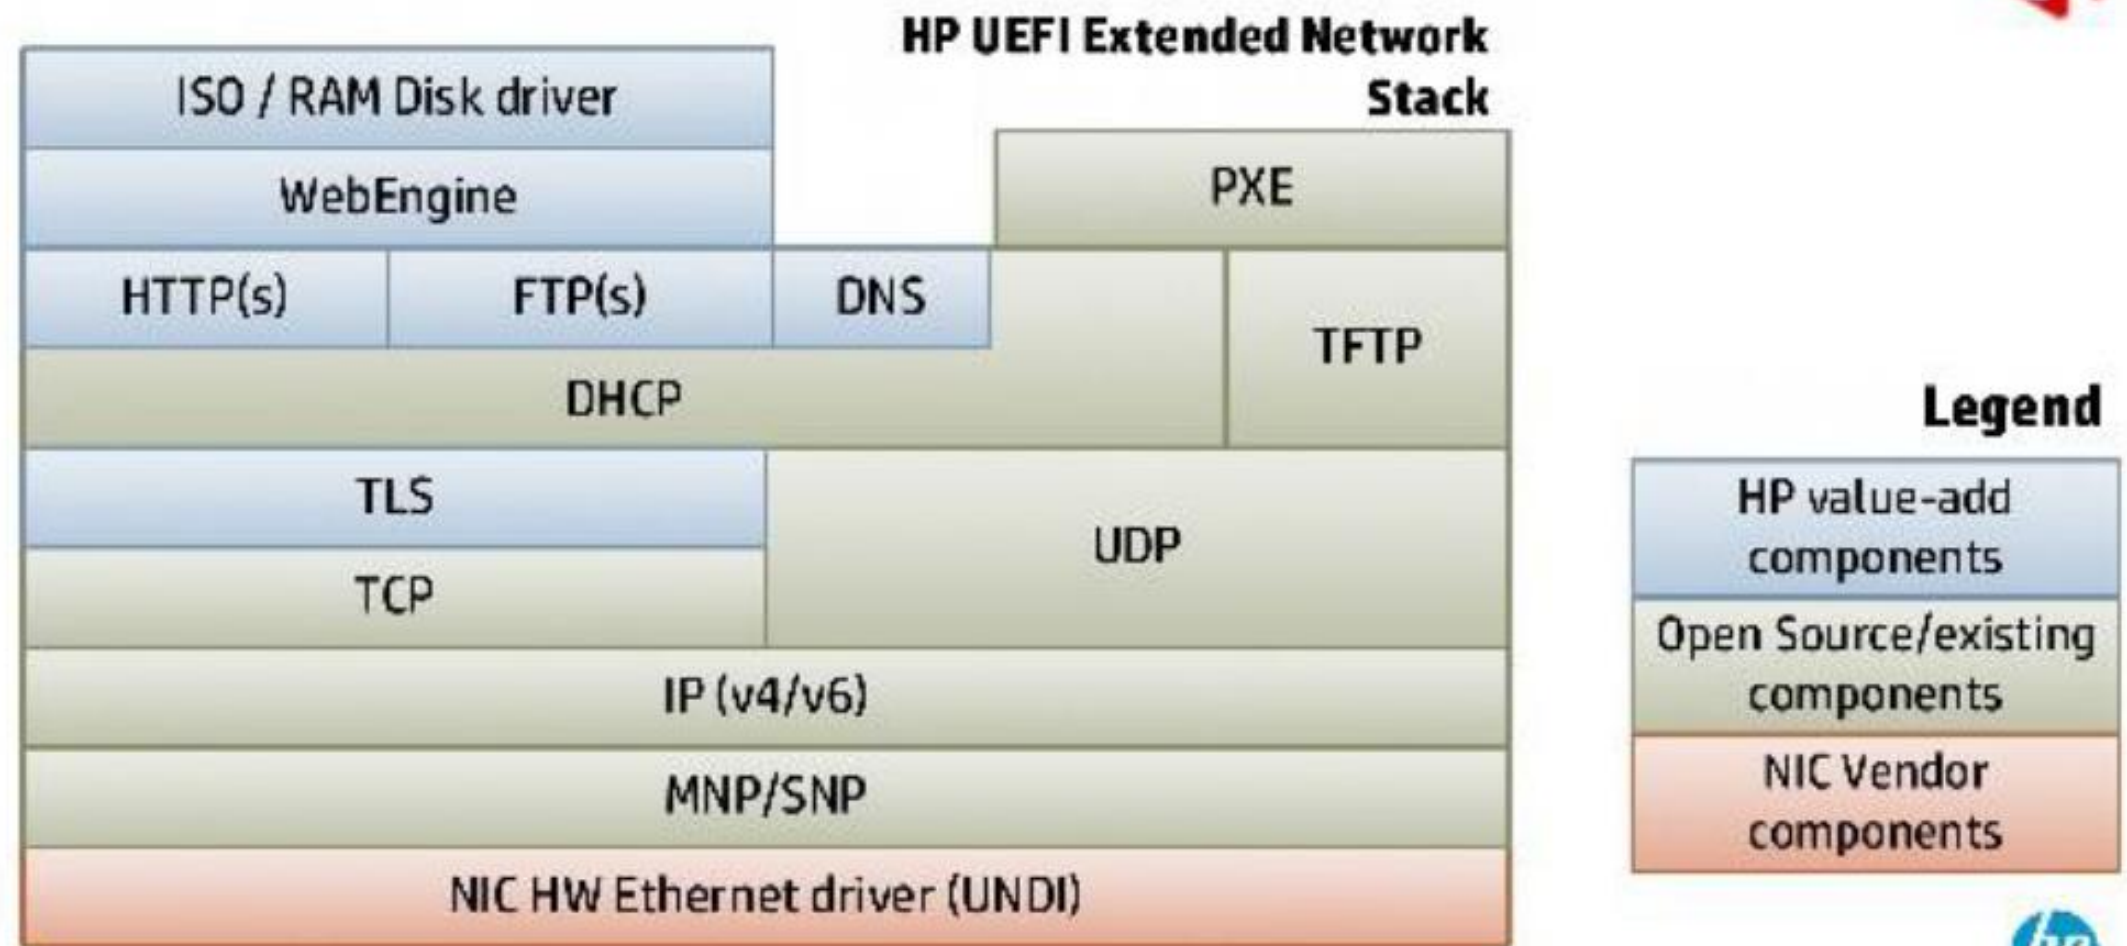 HP UEFI Extended Network
Stack
ISO / RAM Disk driver
WebEngine
PXE
HTTP(s)
FTP(s)
DNS
TFTP
DHCP
TLS
UDP
TCP
IP (v4/v6)
MNP/SNP
NIC HW Ethernet driver (UNDI)
Legend
HP value-add
components
Open Source/existing
components
NIC Vendor
components
hp